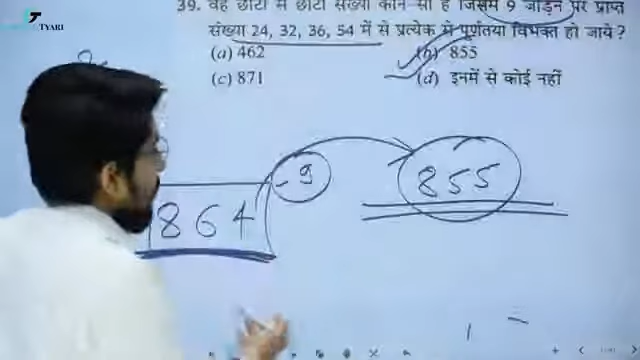 TYARI
39. वह छोटी से छोटी संख्या कौन सी है जिसमें 9 जोड़ने पर प्राप्त
संख्या 24, 32, 36, 54 में से प्रत्येक से पूर्णतया विभक्त हो जाये ?
(a) 462 (b) 855
(c) 871 (d) इनमें से कोई नहीं
864 - 9 855